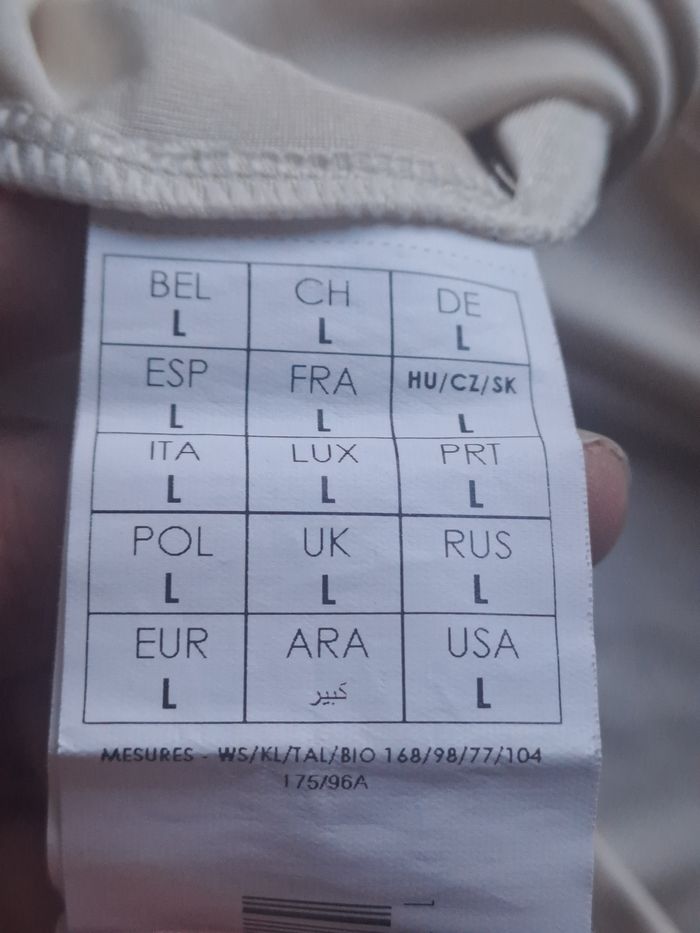 BEL CH DE
L L L
ESP FRA HU/CZ/SK
L L L
ITA LUX PRT
L L L
POL UK RUS
L L L
EUR ARA USA
L كبير L
MESURES - WS/KL/TAL/BIO 168/98/77/104
175/96A